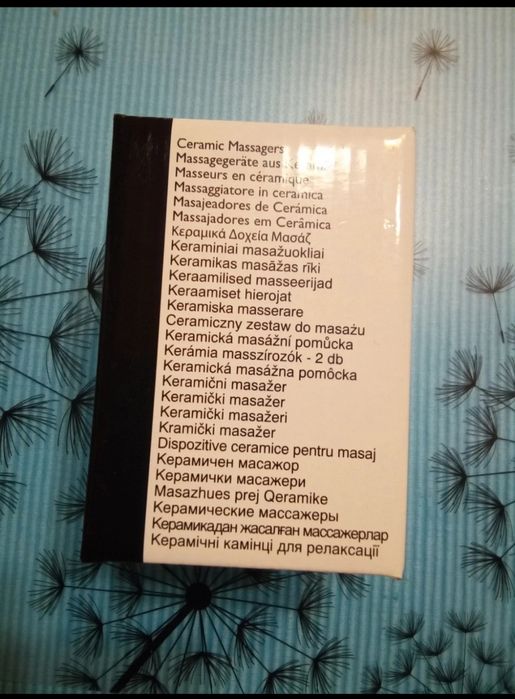 Ceramic Massagers
Massagegeräte aus
Masseurs en céramique
Massaggiatore in ceramica
Masajeadores de Cerámica
Massajadores em Cerâmica
Κεραμικά Δοχεία Μασάζ
Keraminiai masažuokliai
Keramikas masāžas rīki
Keraamilised masseerijad
Keraamiset hierojat
Keramiska masserare
Ceramiczny zestaw do masażu
Keramická masážní pomůcka
Kerámia masszírozók - 2 db
Keramická masážna pomôcka
Keramični masažer
Keramički masažer
Keramički masažeri
Kramički masažer
Dispozitive ceramice pentru masaj
Керамичен масажор
Керамички масажери
Masazhues prej Qeramike
Керамические массажеры
Керамикадан жасалған массажерлар
Керамічні камінці для релаксації